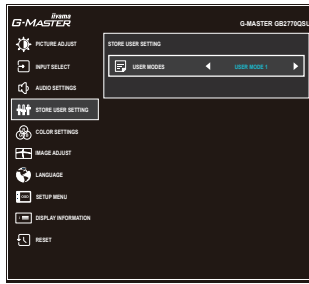 iiyama
G-MASTER
G-MASTER GB2770QSU
PICTURE ADJUST
STORE USER SETTING
INPUT SELECT
USER MODES
USER MODE 1
AUDIO SETTINGS
STORE USER SETTING
COLOR SETTINGS
IMAGE ADJUST
LANGUAGE
OSD
SETUP MENU
i
DISPLAY INFORMATION
RESET